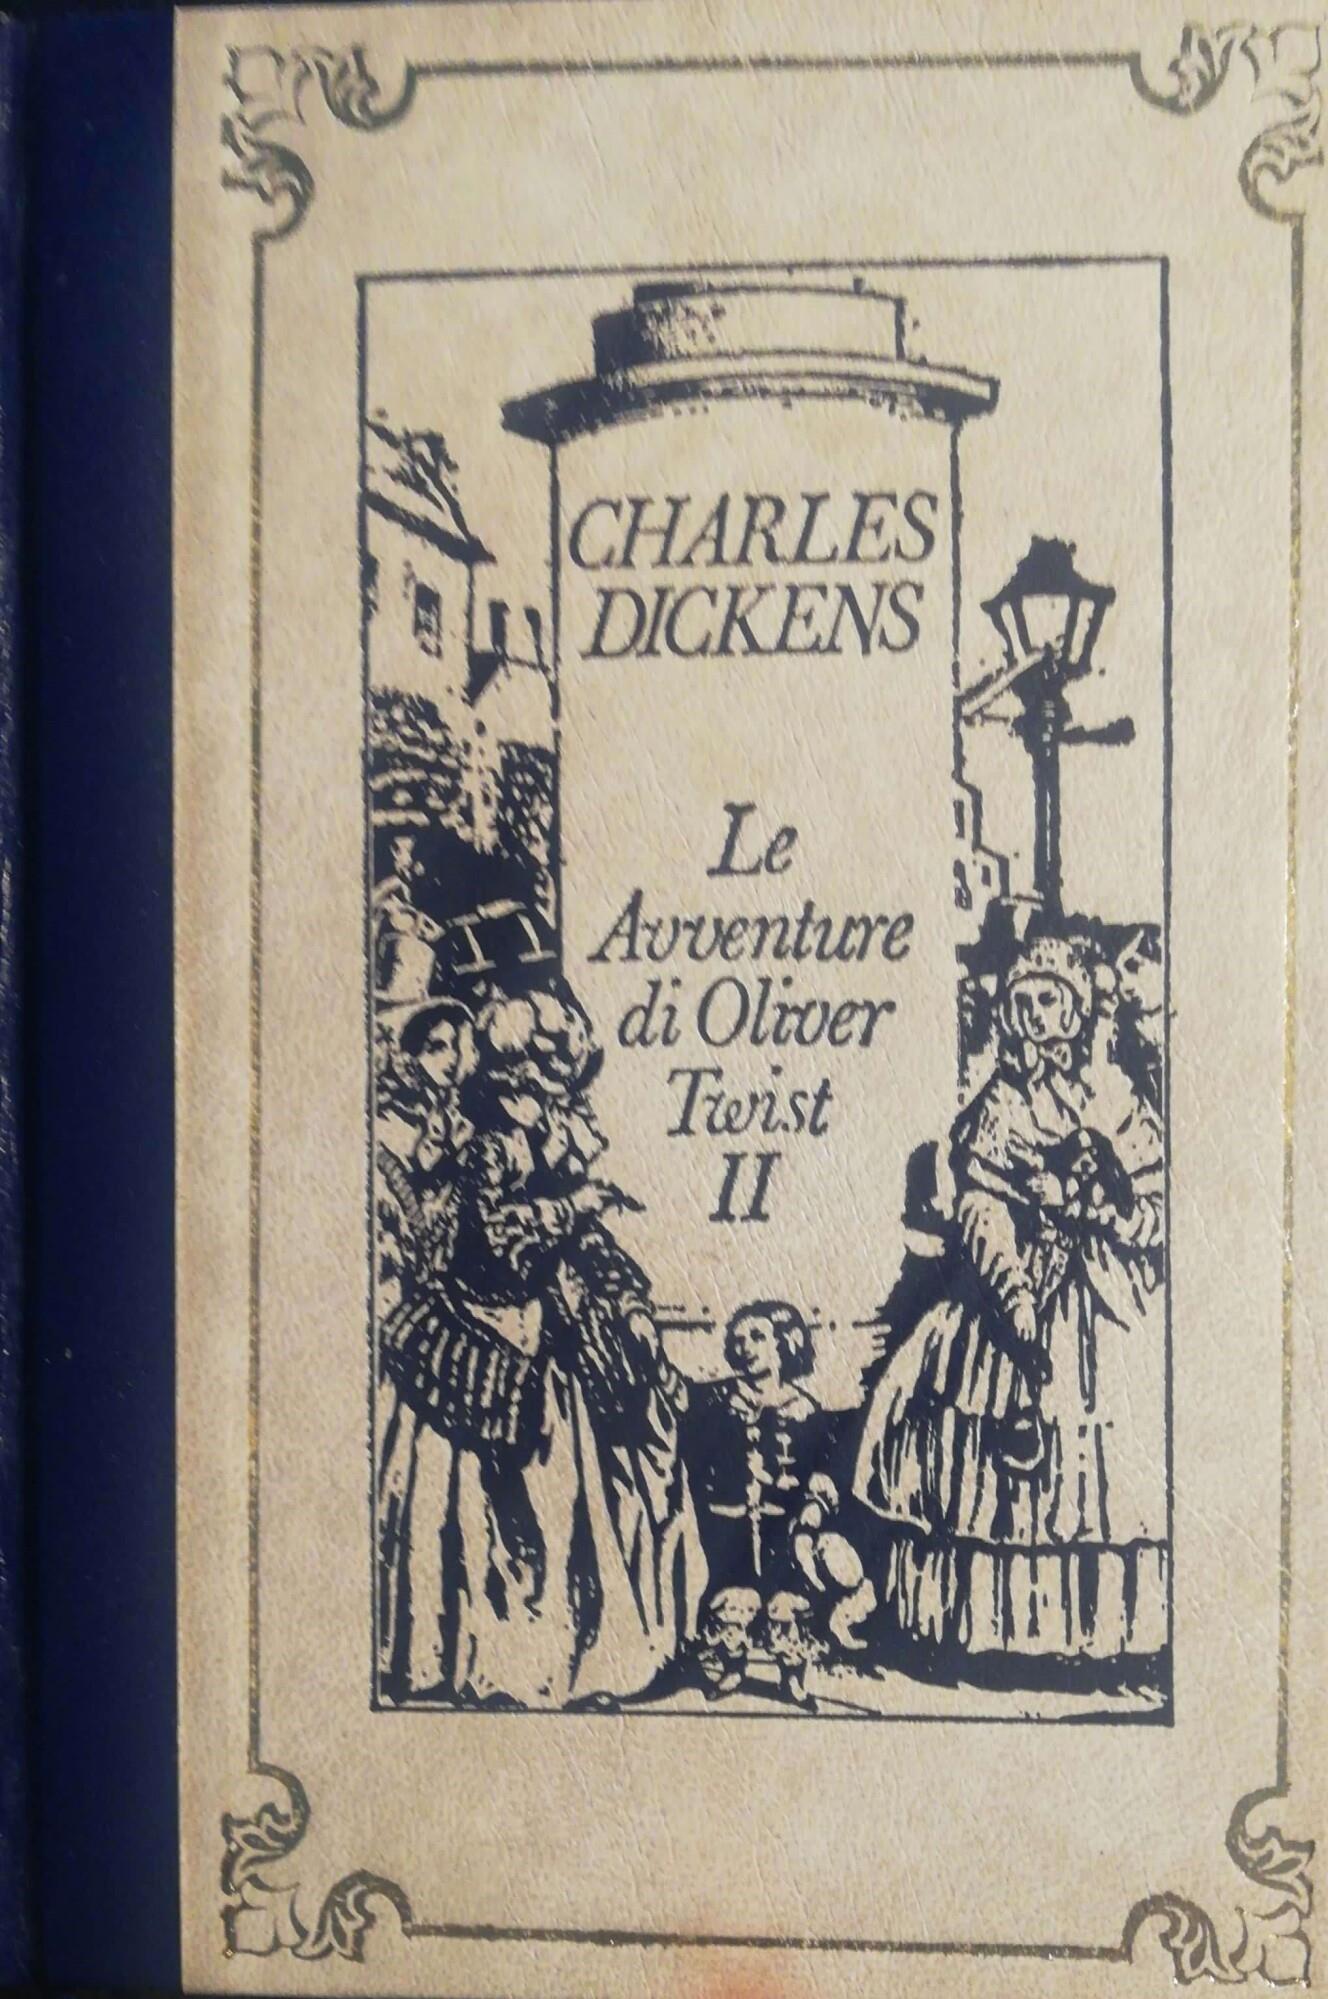 CHARLES
DICKENS
Le
Avventure
di Oliver
Twist
II